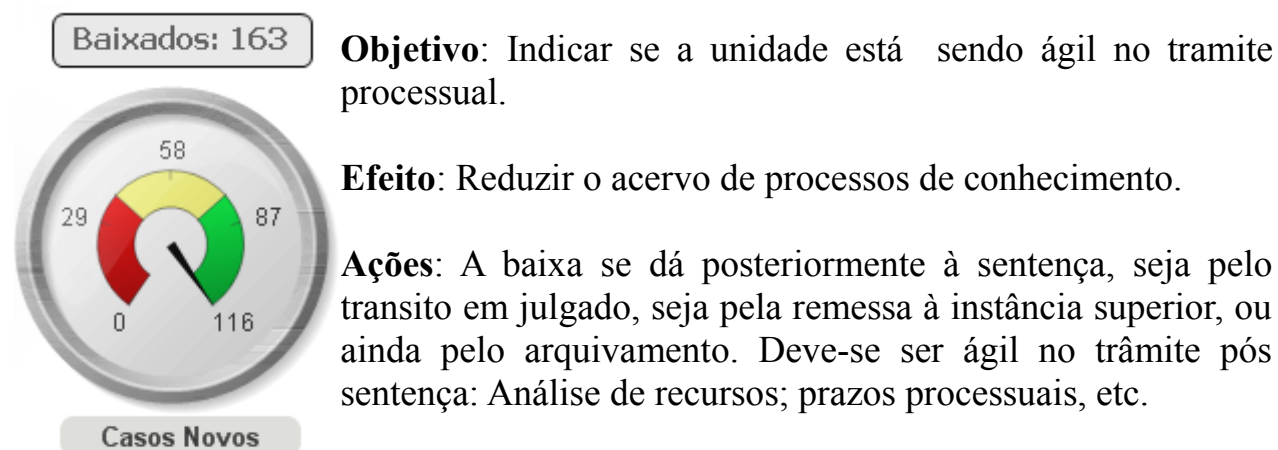 Baixados: 163
58
29
87
0
116
Casos Novos
Objetivo: Indicar se a unidade está sendo ágil no tramite
processual.
Efeito: Reduzir o acervo de processos de conhecimento.
Ações: A baixa se dá posteriormente à sentença, seja pelo
transito em julgado, seja pela remessa à instância superior, ou
ainda pelo arquivamento. Deve-se ser ágil no trâmite pós
sentença: Análise de recursos; prazos processuais, etc.